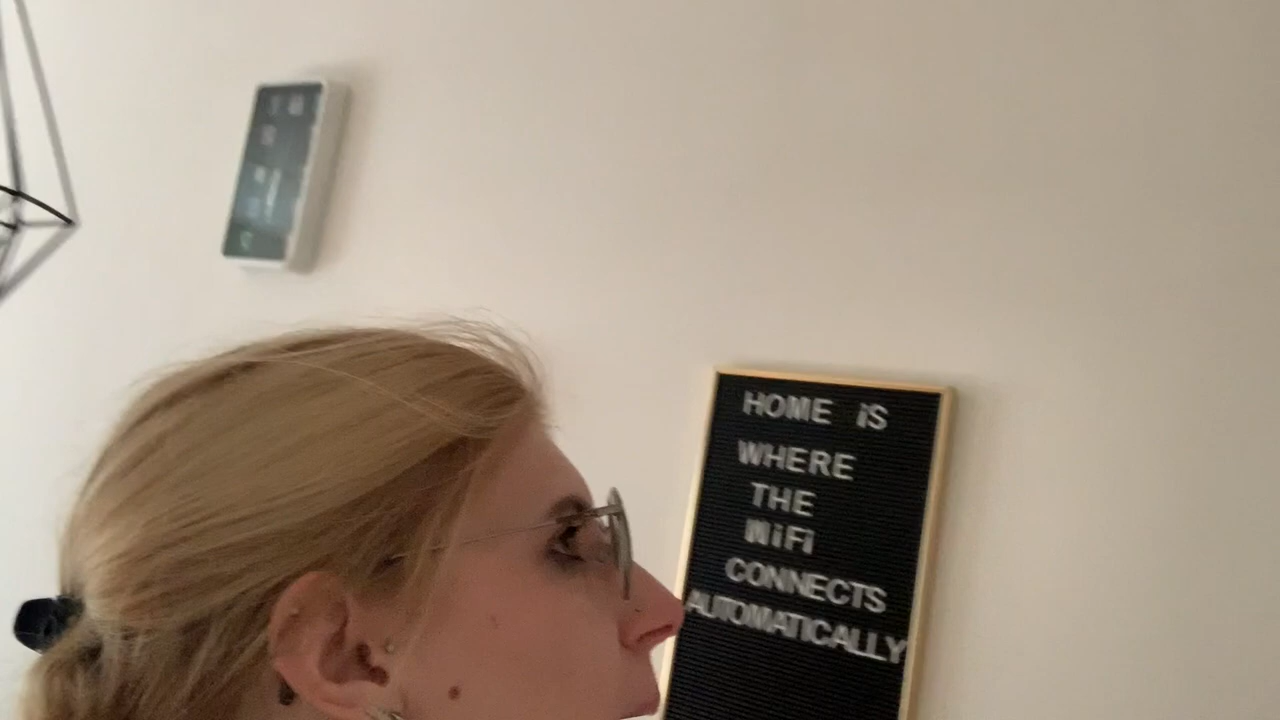 HOME iS
WHERE
THE
WiFi
CONNECTS
AUTOMATICALLY